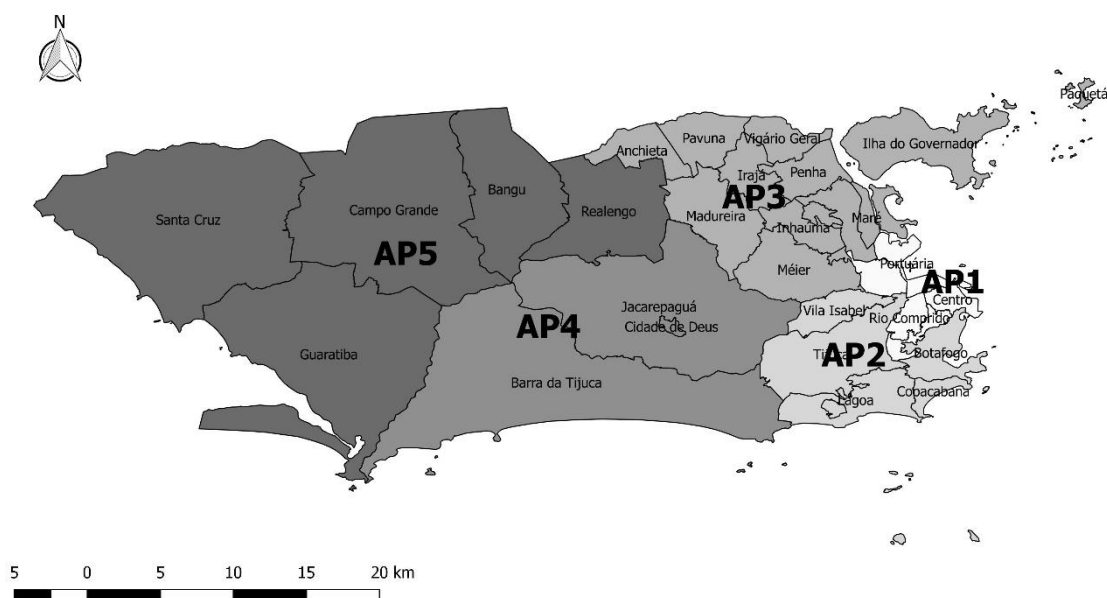 N
Paquetá
Pavuna
Vigário Geral
Ilha do Governador
Anchieta
Irajá
Penha
Bangu
Realengo
AP3
Santa Cruz
Campo Grande
Madureira
Maré
Inhaúma
AP5
Méier
Portuária
AP1
Centro
Jacarepaguá
Vila Isabel
Rio Comprido
Cidade de Deus
AP4
Guaratiba
Tijuca
AP2
Botafogo
Barra da Tijuca
Lagoa
Copacabana
5 0 5 10 15 20 km